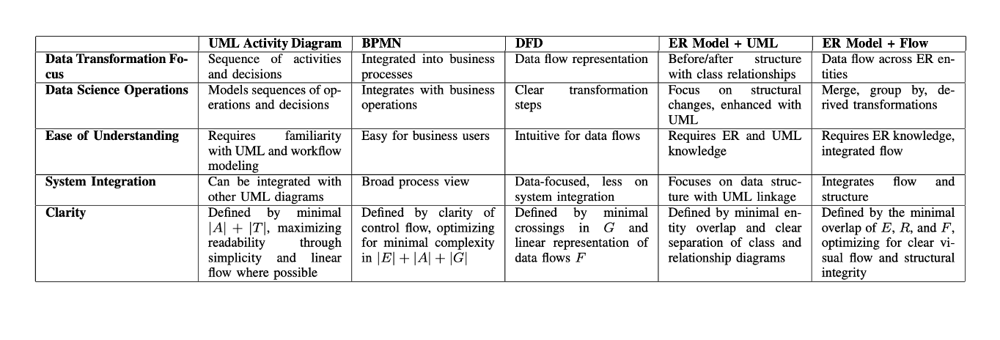 UML Activity Diagram BPMN DFD ER Model + UML ER Model + Flow
Data Transformation Fo-
cus
Sequence of activities
and decisions
Integrated into business
processes
Data flow representation
Before/after structure
with class relationships
Data flow across ER en-
tities
Data Science Operations
Models sequences of op-
erations and decisions
Integrates with business
operations
Clear transformation
steps
Focus on structural
changes, enhanced with
UML
Merge, group by, de-
rived transformations
Ease of Understanding
Requires familiarity
with UML and workflow
modeling
Easy for business users
Intuitive for data flows
Requires ER and UML
knowledge
Requires ER knowledge,
integrated flow
System Integration
Can be integrated with
other UML diagrams
Broad process view
Data-focused, less on
system integration
Focuses on data struc-
ture with UML linkage
Integrates flow and
structure
Clarity
Defined by minimal
|A| + |T|, maximizing
readability through
simplicity and linear
flow where possible
Defined by clarity of
control flow, optimizing
for minimal complexity
in |E| + |A| + |G|
Defined by minimal
crossings in G and
linear representation of
data flows F
Defined by minimal en-
tity overlap and clear
separation of class and
relationship diagrams
Defined by the minimal
overlap of E, R, and F,
optimizing for clear vi-
sual flow and structural
integrity